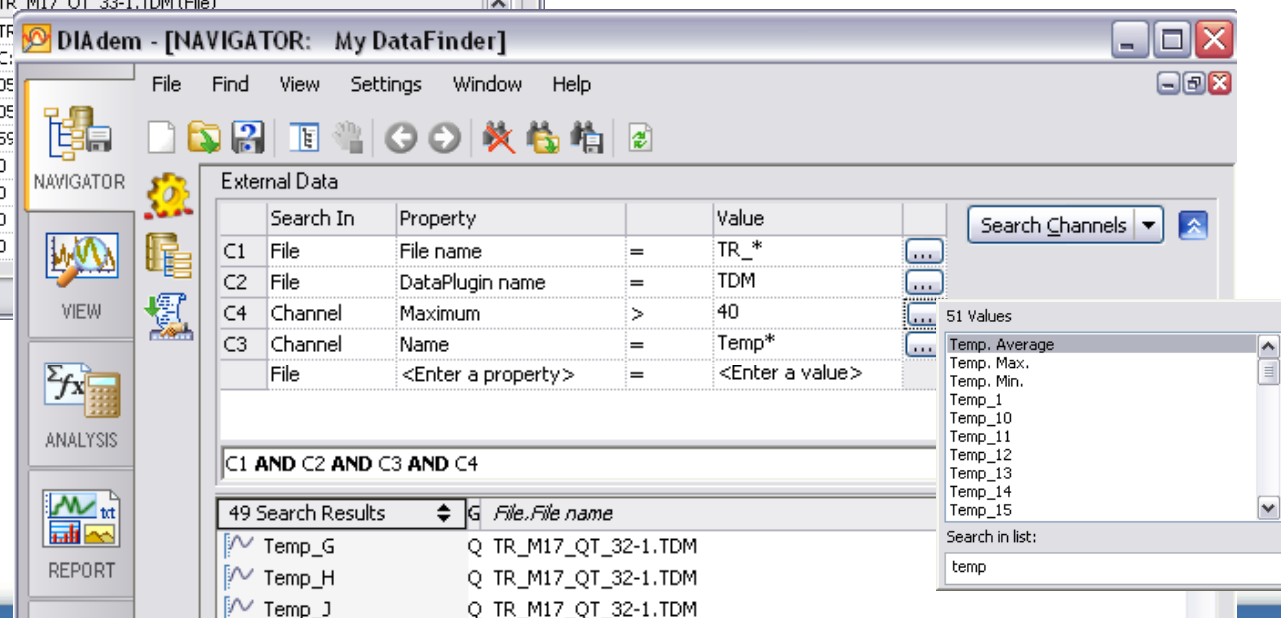 TR_M17_QT_33-1.TDM (File)
DIAdem - [NAVIGATOR: My DataFinder]
File Find View Settings Window Help
NAVIGATOR
VIEW
ANALYSIS
REPORT
External Data
Search In Property Value
C1 File File name = TR_*
C2 File DataPlugin name = TDM
C4 Channel Maximum > 40
C3 Channel Name = Temp*
File <Enter a property> = <Enter a value>
Search Channels
C1 AND C2 AND C3 AND C4
49 Search Results G File.File name
Temp_G Q TR_M17_QT_32-1.TDM
Temp_H Q TR_M17_QT_32-1.TDM
Temp_J Q TR_M17_QT_32-1.TDM
51 Values
Temp. Average
Temp. Max.
Temp. Min.
Temp_1
Temp_10
Temp_11
Temp_12
Temp_13
Temp_14
Temp_15
Search in list:
temp